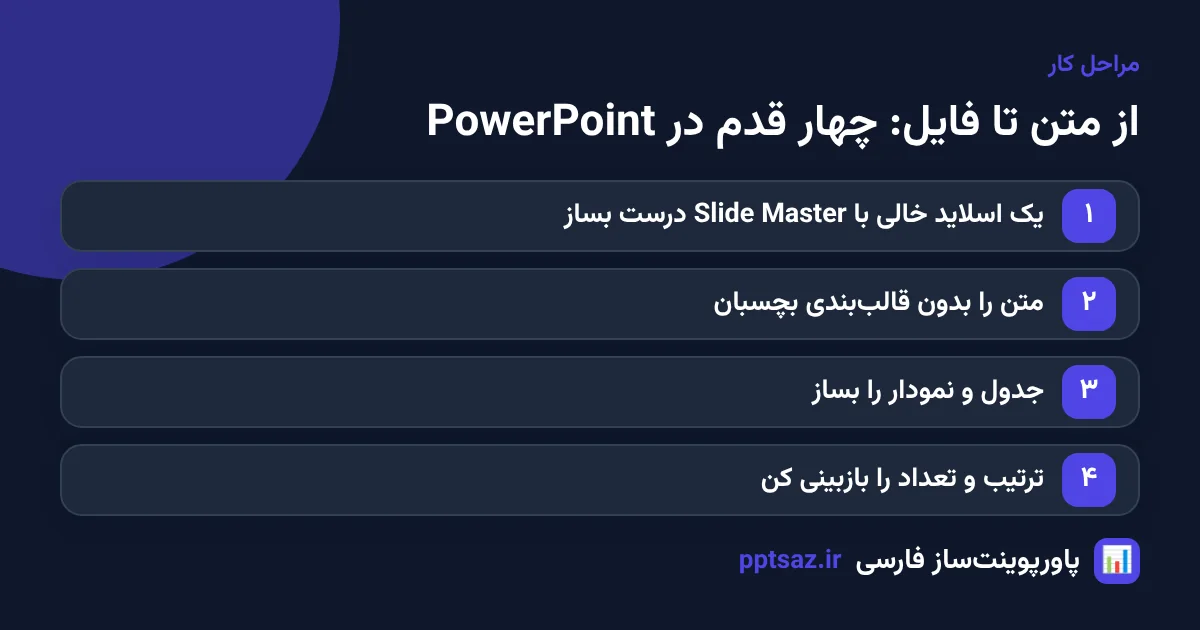 مراحل کار
از متن تا فایل: چهار قدم در PowerPoint
۱ یک اسلاید خالی با Slide Master درست بساز
۲ متن را بدون قالب‌بندی بچسبان
۳ جدول و نمودار را بساز
۴ ترتیب و تعداد را بازبینی کن
پاورپوینت‌ساز فارسی pptsaz.ir